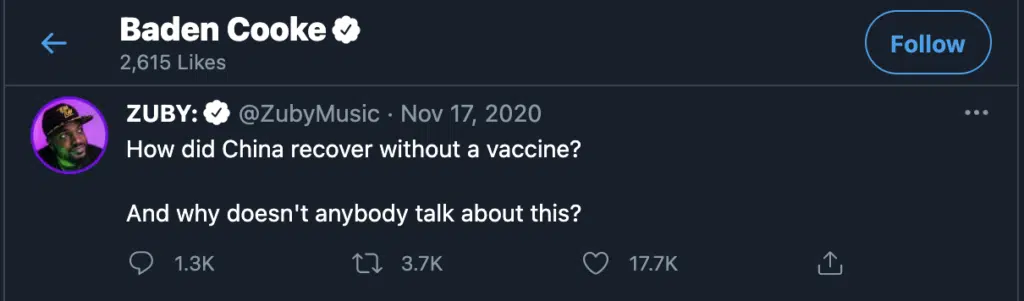 Baden Cooke
2,615 Likes
Follow
ZUBY: @ZubyMusic · Nov 17, 2020
How did China recover without a vaccine?
And why doesn't anybody talk about this?
1.3K 3.7K 17.7K